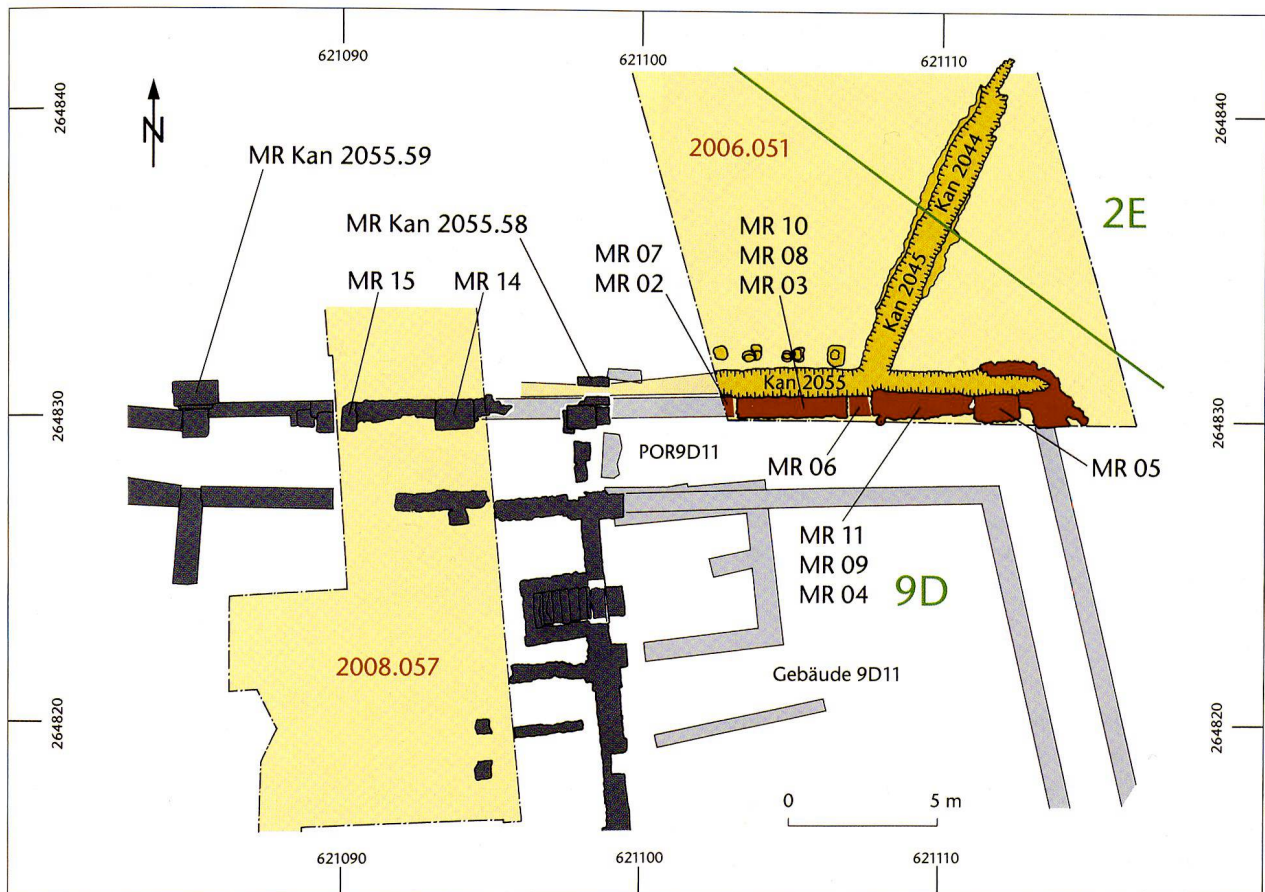 621090
621100
621110
264840
264840
N
MR Kan 2055.59
2006.051
Kan 2044
2E
MR Kan 2055.58
MR 10
MR 08
MR 03
MR 07
MR 02
MR 15
MR 14
Kan 2045
Kan 2055
264830
264830
POR9D11
MR 06
MR 05
MR 11
MR 09
MR 04
9D
2008.057
Gebäude 9D11
264820
264820
0 5 m
621090
621100
621110